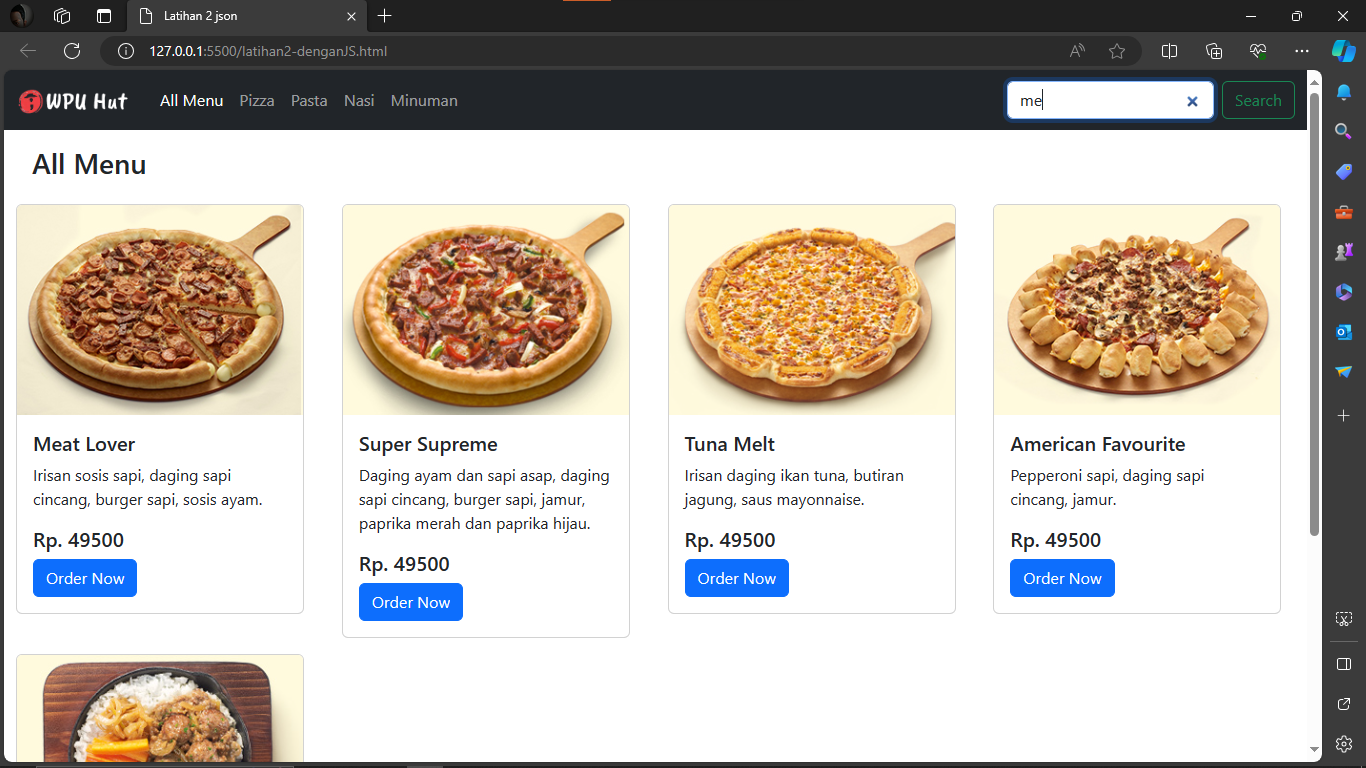 Latihan 2 json
127.0.0.1:5500/latihan2-denganJS.html
WPU Hut
All Menu Pizza Pasta Nasi Minuman
me
Search
All Menu
Meat Lover
Irisan sosis sapi, daging sapi
cincang, burger sapi, sosis ayam.
Rp. 49500
Order Now
Super Supreme
Daging ayam dan sapi asap, daging
sapi cincang, burger sapi, jamur,
paprika merah dan paprika hijau.
Rp. 49500
Order Now
Tuna Melt
Irisan daging ikan tuna, butiran
jagung, saus mayonnaise.
Rp. 49500
Order Now
American Favourite
Pepperoni sapi, daging sapi
cincang, jamur.
Rp. 49500
Order Now